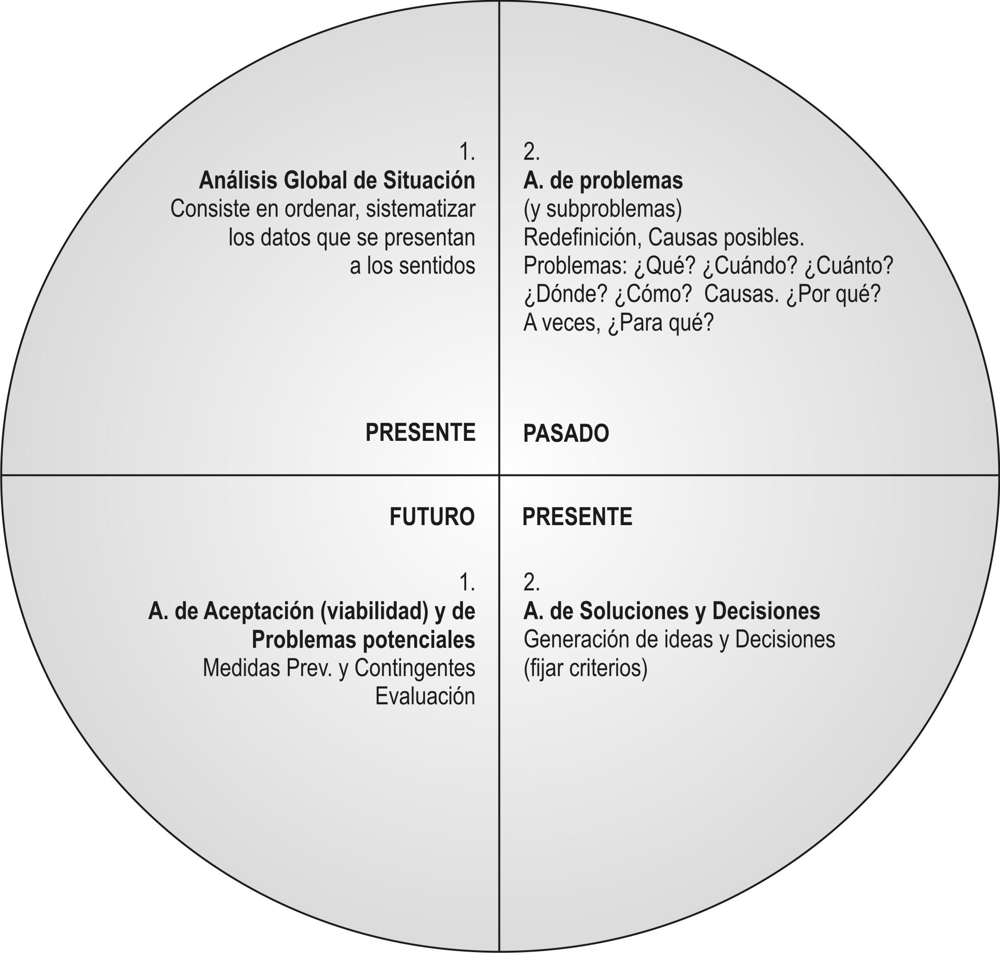 1.
Análisis Global de Situación
Consiste en ordenar, sistematizar
los datos que se presentan
a los sentidos
PRESENTE
2.
A. de problemas
(y subproblemas)
Redefinición, Causas posibles.
Problemas: ¿Qué? ¿Cuándo? ¿Cuánto?
¿Dónde? ¿Cómo?  Causas. ¿Por qué?
A veces, ¿Para qué?
PASADO
FUTURO
1.
A. de Aceptación (viabilidad) y de
Problemas potenciales
Medidas Prev. y Contingentes
Evaluación
PRESENTE
2.
A. de Soluciones y Decisiones
Generación de ideas y Decisiones
(fijar criterios)